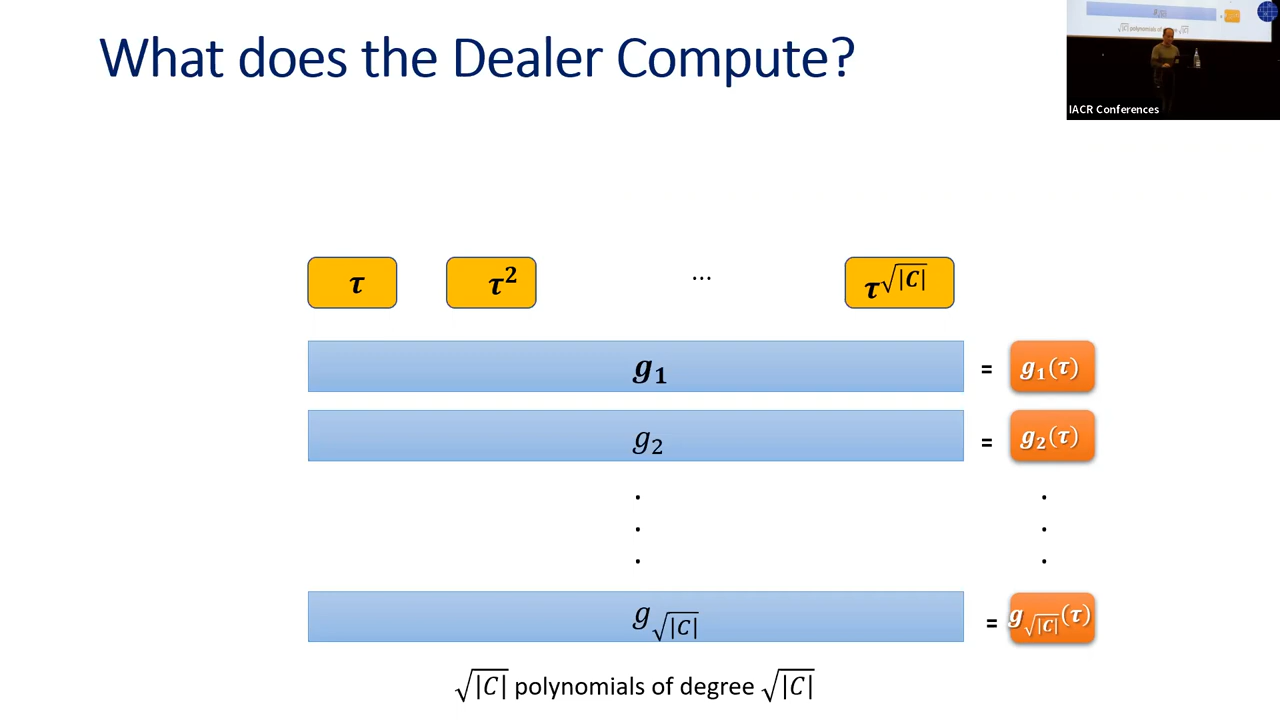 What does the Dealer Compute?
IACR Conferences
τ τ² ... τ^√|C|
g₁ = g₁(τ)
g₂ = g₂(τ)
. .
. .
. .
g_√|C| = g_√|C|(τ)
√|C| polynomials of degree √|C|